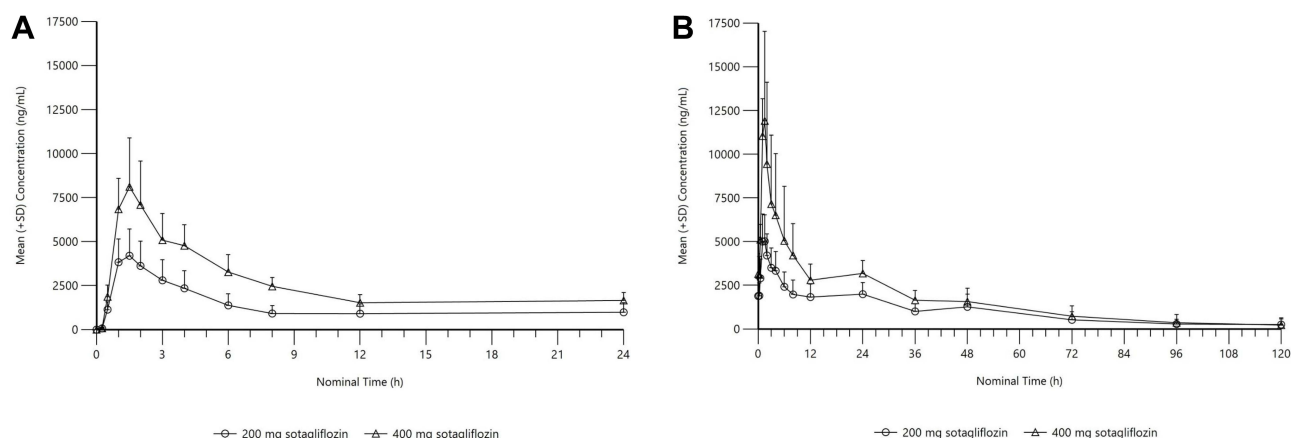 A
Mean (+SD) Concentration (ng/mL)
17500
15000
12500
10000
7500
5000
2500
0
0 3 6 9 12 15 18 21 24
Nominal Time (h)
200 mg sotagliflozin 400 mg sotagliflozin
B
Mean (+SD) Concentration (ng/mL)
17500
15000
12500
10000
7500
5000
2500
0
0 12 24 36 48 60 72 84 96 108 120
Nominal Time (h)
200 mg sotagliflozin 400 mg sotagliflozin